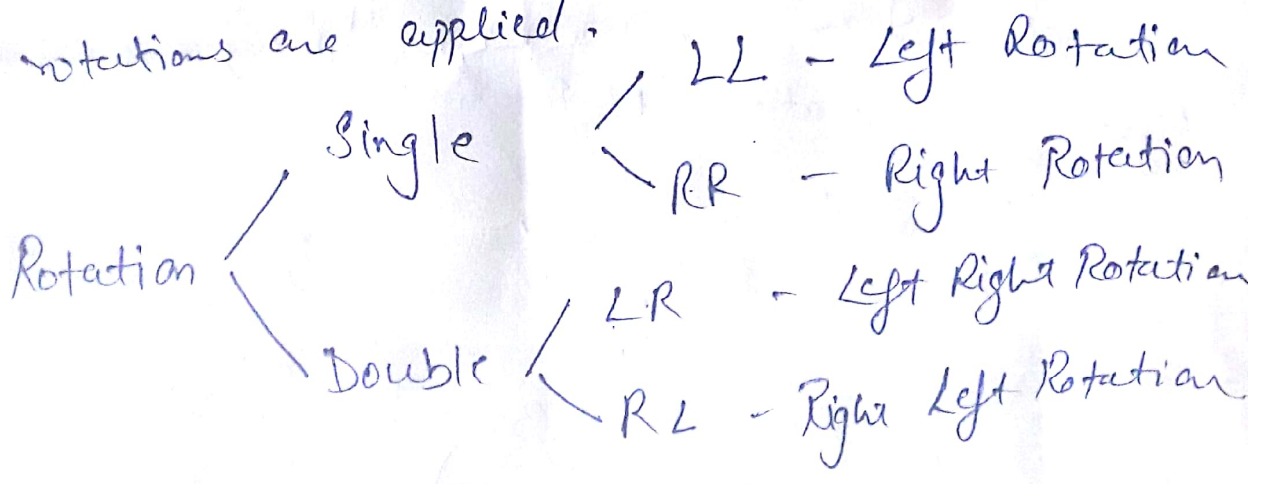 rotations are applied.
LL - Left Rotation
Single
RR - Right Rotation
Rotation
LR - Left Right Rotation
Double
RL - Right Left Rotation